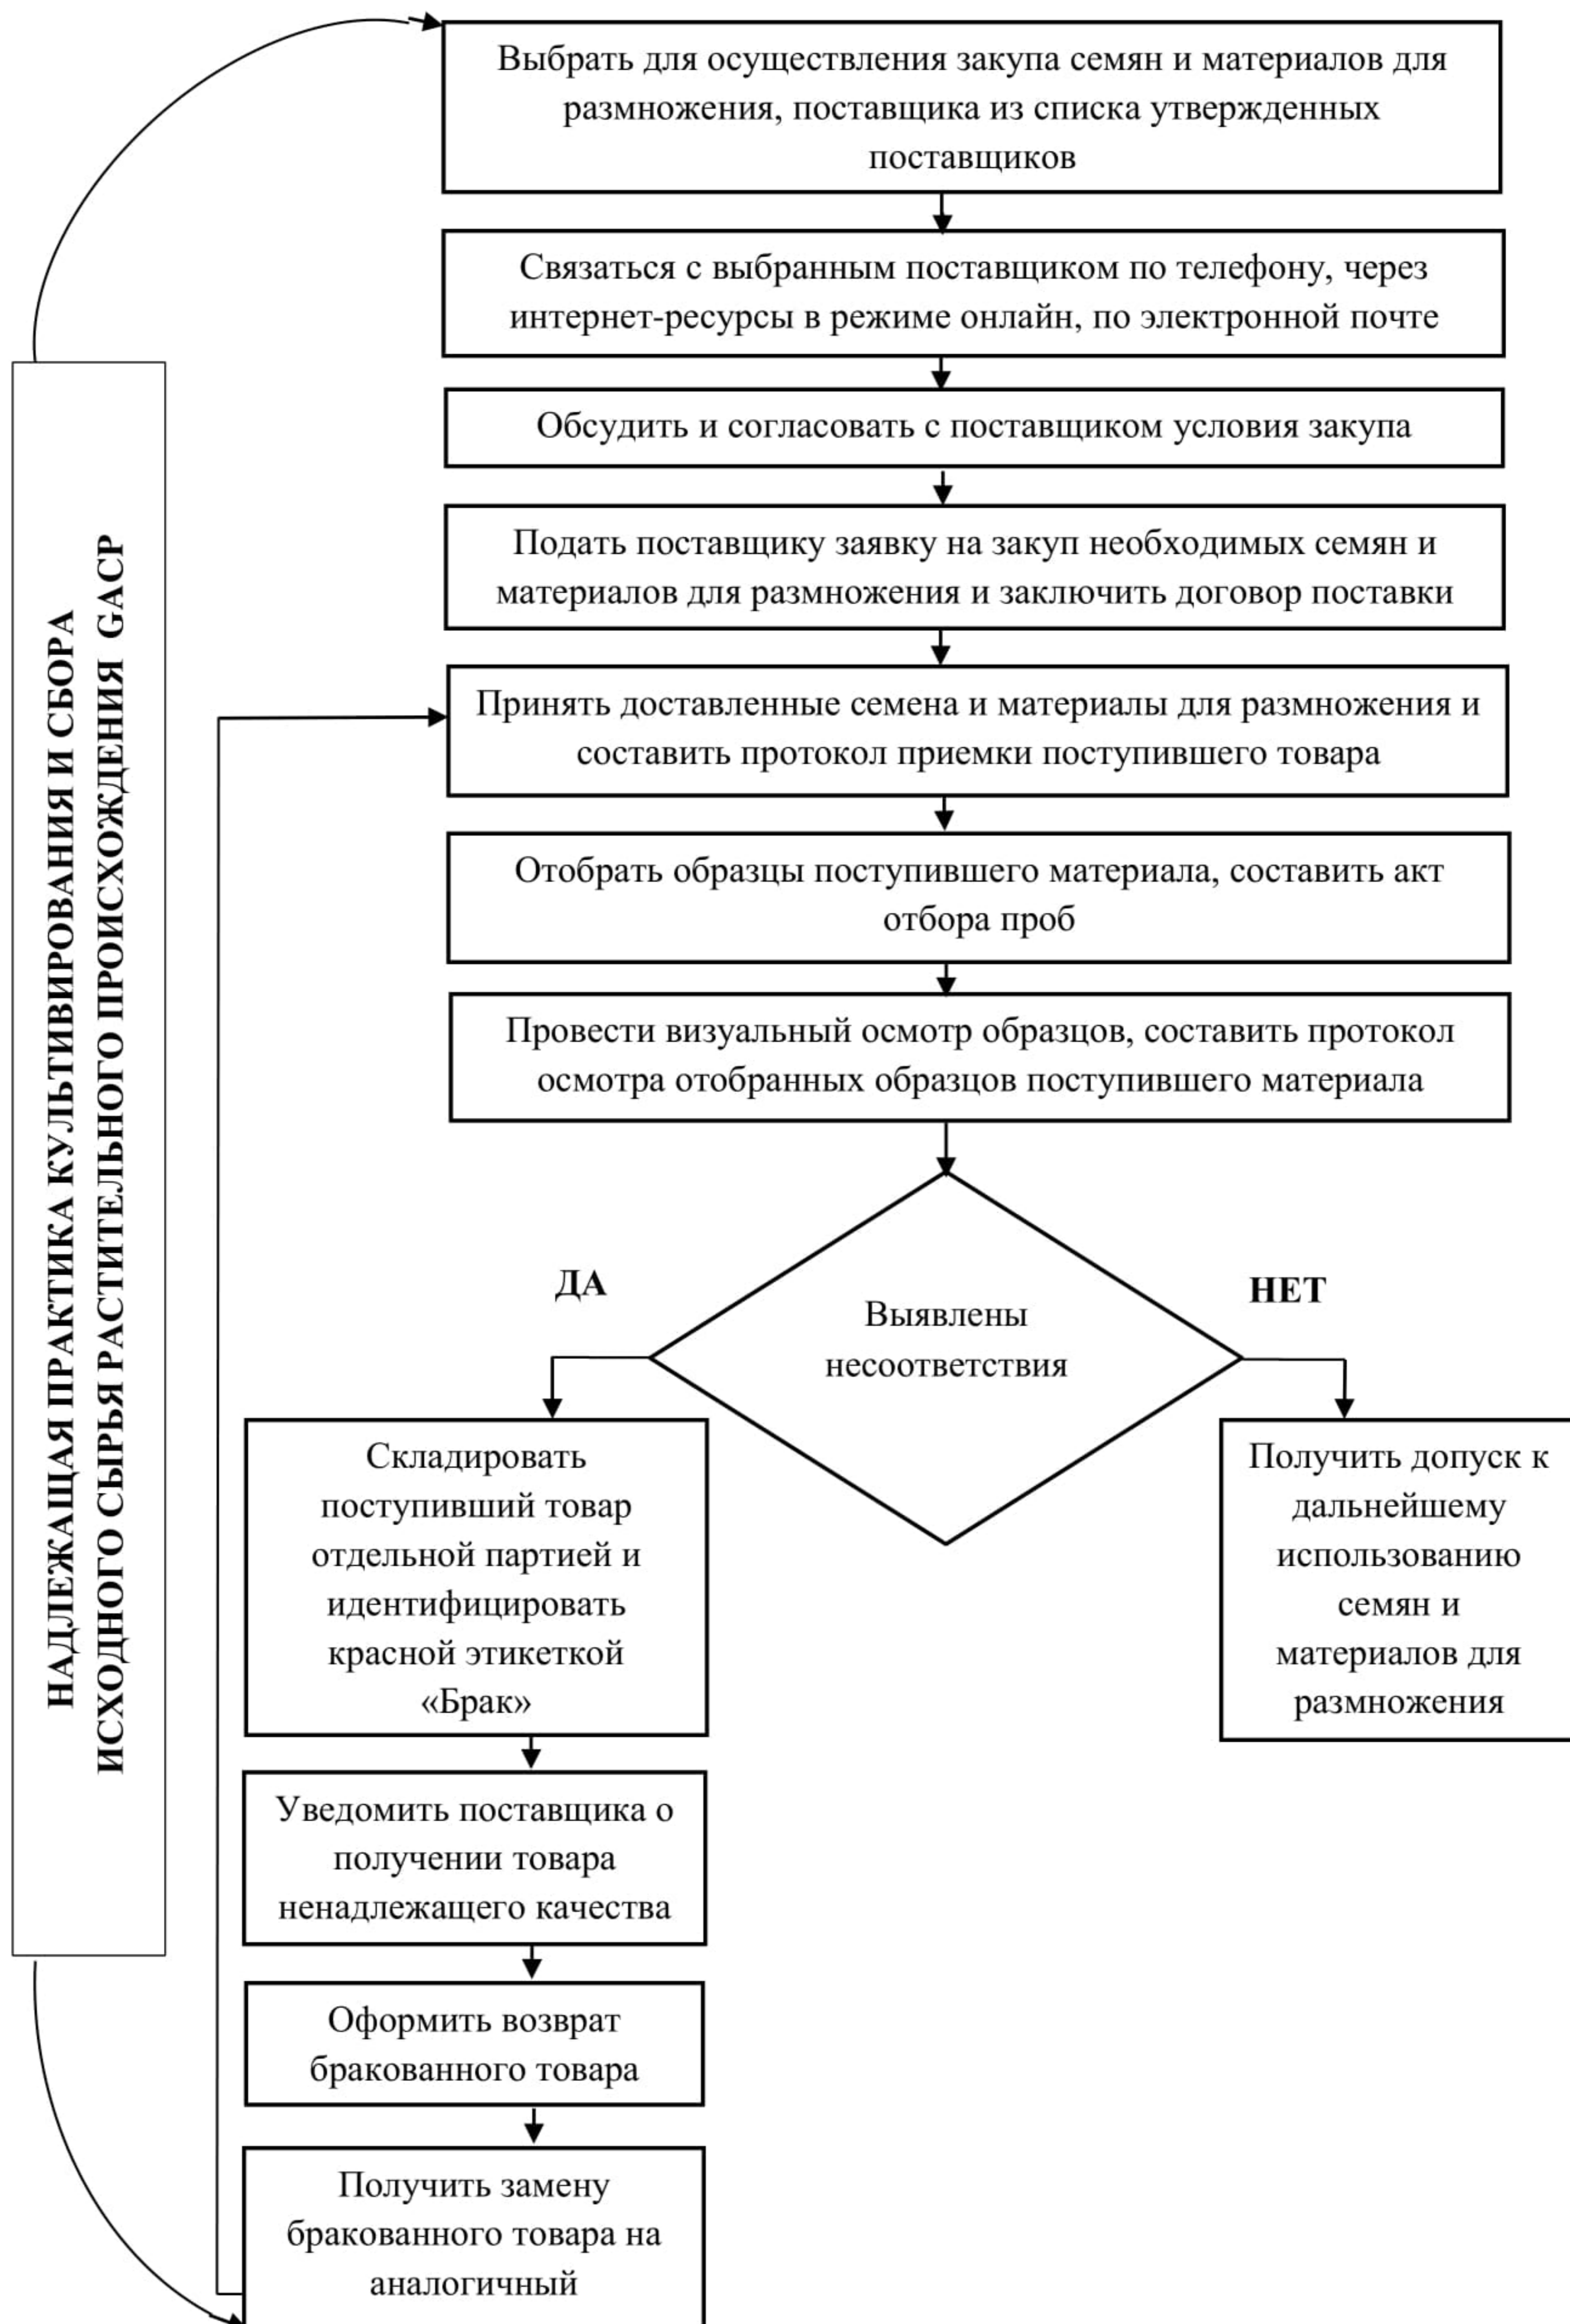 Выбрать для осуществления закупа семян и материалов для
размножения, поставщика из списка утвержденных
поставщиков
Связаться с выбранным поставщиком по телефону, через
интернет-ресурсы в режиме онлайн, по электронной почте
Обсудить и согласовать с поставщиком условия закупа
Подать поставщику заявку на закуп необходимых семян и
материалов для размножения и заключить договор поставки
Принять доставленные семена и материалы для размножения и
составить протокол приемки поступившего товара
Отобрать образцы поступившего материала, составить акт
отбора проб
Провести визуальный осмотр образцов, составить протокол
осмотра отобранных образцов поступившего материала
Выявлены
несоответствия
ДА
НЕТ
Складировать
поступивший товар
отдельной партией и
идентифицировать
красной этикеткой
«Брак»
Уведомить поставщика о
получении товара
ненадлежащего качества
Оформить возврат
бракованного товара
Получить замену
бракованного товара на
аналогичный
Получить допуск к
дальнейшему
использованию
семян и
материалов для
размножения
НАДЛЕЖАЩАЯ ПРАКТИКА КУЛЬТИВИРОВАНИЯ И СБОРА
ИСХОДНОГО СЫРЬЯ РАСТИТЕЛЬНОГО ПРОИСХОЖДЕНИЯ GACP